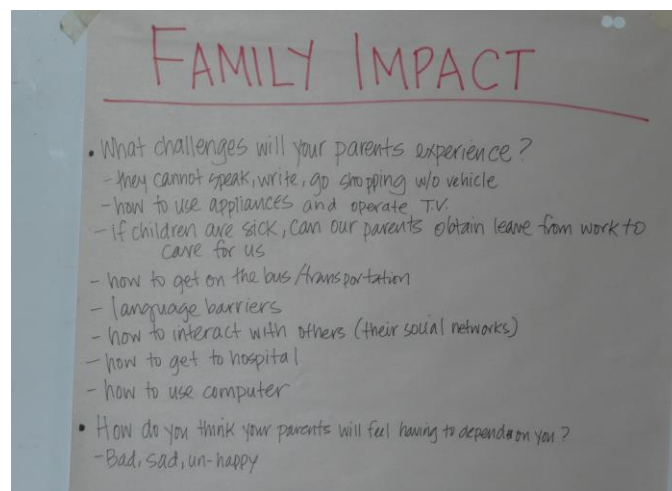 FAMILY IMPACT
• What challenges will your parents experience?
- they cannot speak, write, go shopping w/o vehicle
- how to use appliances and operate T.V.
- if children are sick, can our parents obtain leave from work to
care for us
- how to get on the bus/transportation
- language barriers
- how to interact with others (their social networks)
- how to get to hospital
- how to use computer
• How do you think your parents will feel having to depend on you?
- Bad, sad, un-happy